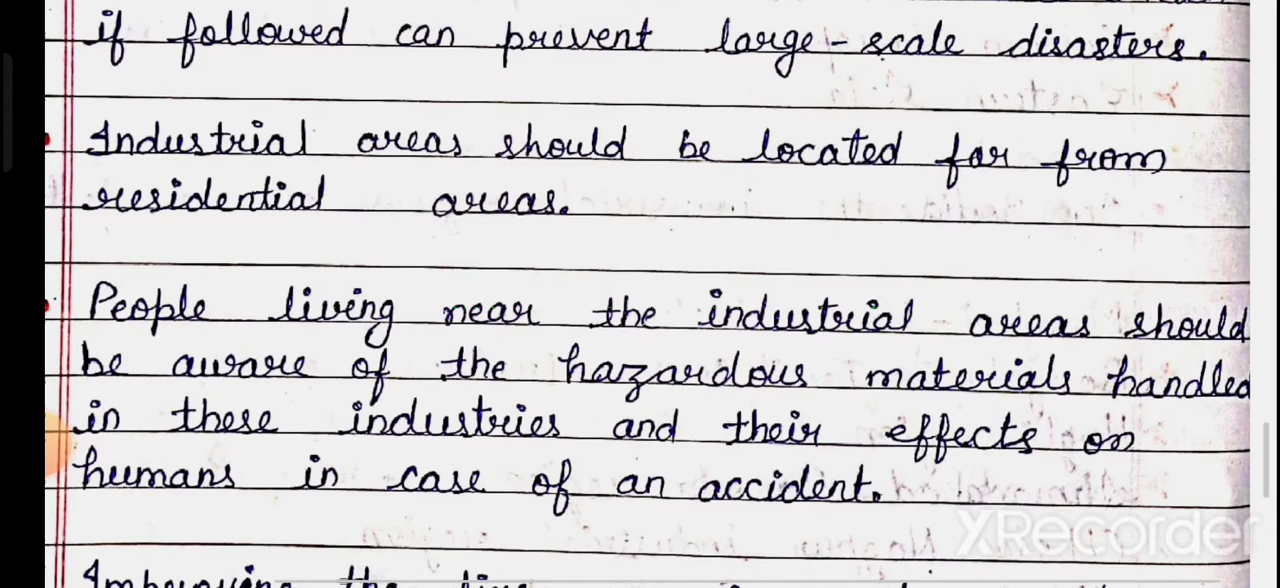 if followed can prevent large-scale disasters.
Industrial areas should be located far from
residential areas.
People living near the industrial areas should
be aware of the hazardous materials handled
in these industries and their effects on
humans in case of an accident.
XRecorder
the